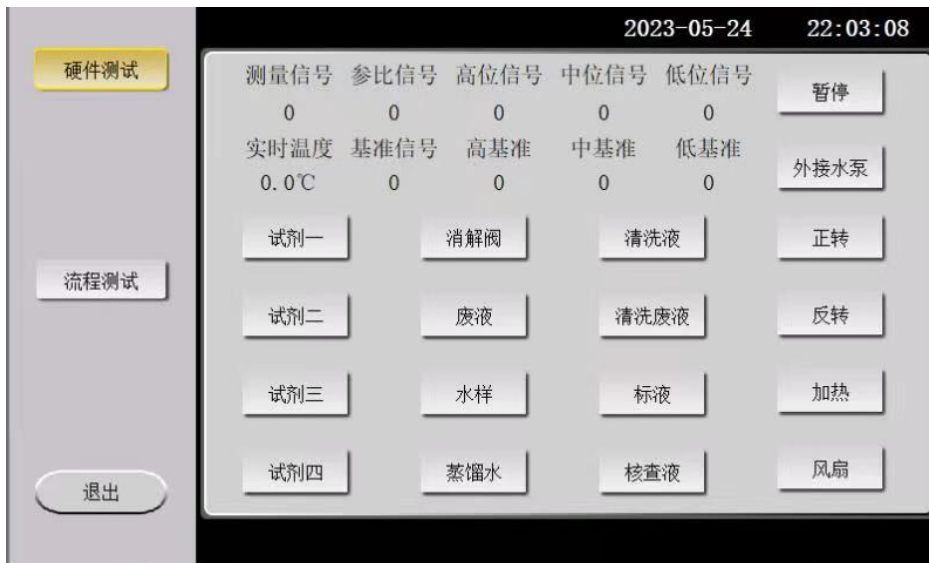 2023-05-24 22:03:08
硬件测试
测量信号 参比信号 高位信号 中位信号 低位信号 暂停
0 0 0 0 0
实时温度 基准信号 高基准 中基准 低基准 外接水泵
0.0℃ 0 0 0 0
试剂一 消解阀 清洗液 正转
流程测试
试剂二 废液 清洗废液 反转
试剂三 水样 标液 加热
试剂四 蒸馏水 核查液 风扇
退出